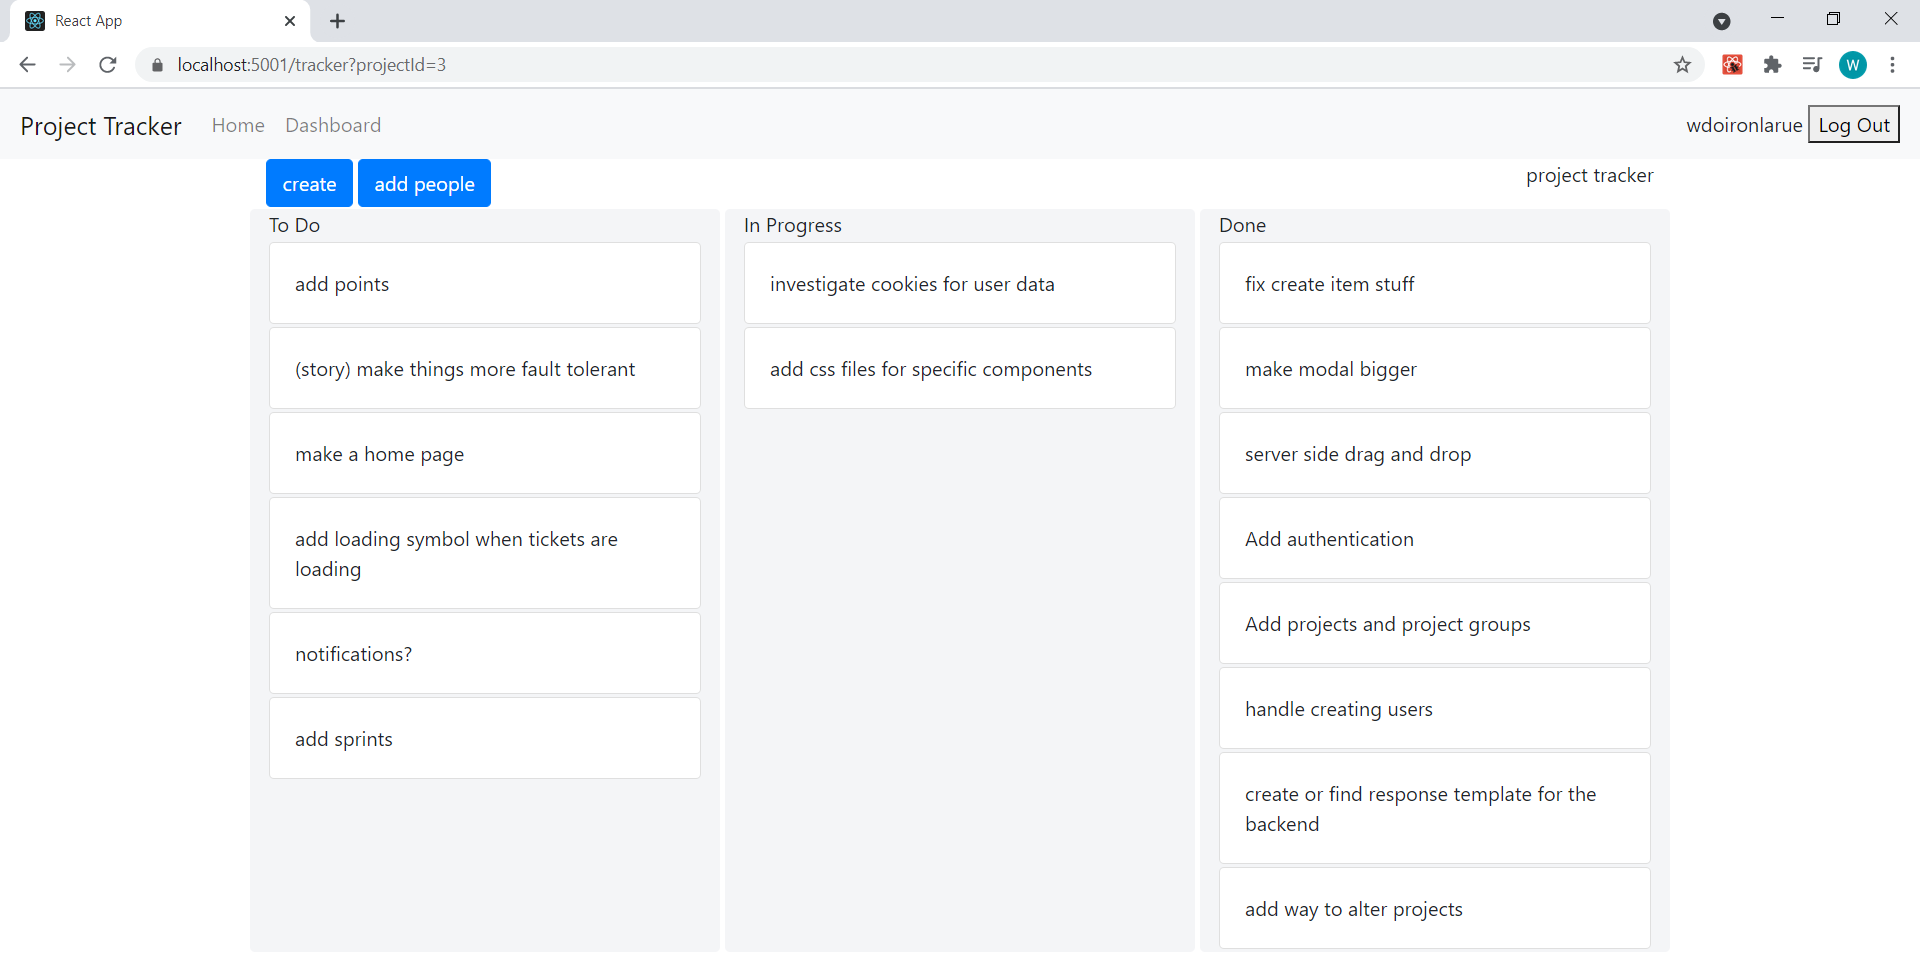 React App
localhost:5001/tracker?projectId=3
W
Project Tracker Home Dashboard wdoironlarue Log Out
create add people project tracker
To Do
add points
(story) make things more fault tolerant
make a home page
add loading symbol when tickets are
loading
notifications?
add sprints
In Progress
investigate cookies for user data
add css files for specific components
Done
fix create item stuff
make modal bigger
server side drag and drop
Add authentication
Add projects and project groups
handle creating users
create or find response template for the
backend
add way to alter projects